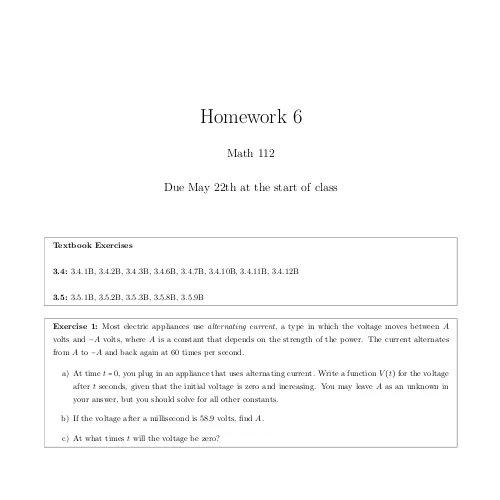 Homework 6
Math 112
Due May 22th at the start of class
Textbook Exercises
3.4: 3.4.1B, 3.4.2B, 3.4.3B, 3.4.6B, 3.4.7B, 3.4.10B, 3.4.11B, 3.4.12B
3.5: 3.5.1B, 3.5.2B, 3.5.3B, 3.5.8B, 3.5.9B
Exercise 1: Most electric appliances use alternating current, a type in which the voltage moves between A
volts and −A volts, where A is a constant that depends on the strength of the power. The current alternates
from A to −A and back again at 60 times per second.
a) At time t = 0, you plug in an appliance that uses alternating current. Write a function V(t) for the voltage
after t seconds, given that the initial voltage is zero and increasing. You may leave A as an unknown in
your answer, but you should solve for all other constants.
b) If the voltage after a millisecond is 58.9 volts, find A.
c) At what times t will the voltage be zero?